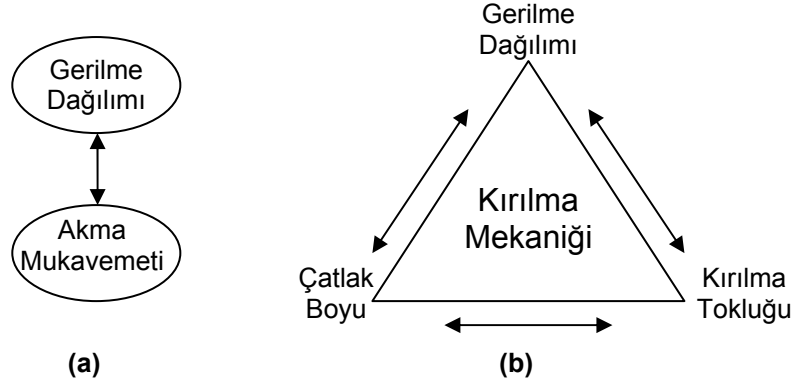 Gerilme
Dağılımı
Akma
Mukavemeti
(a)
Gerilme
Dağılımı
Kırılma
Mekaniği
Çatlak
Boyu
Kırılma
Tokluğu
(b)